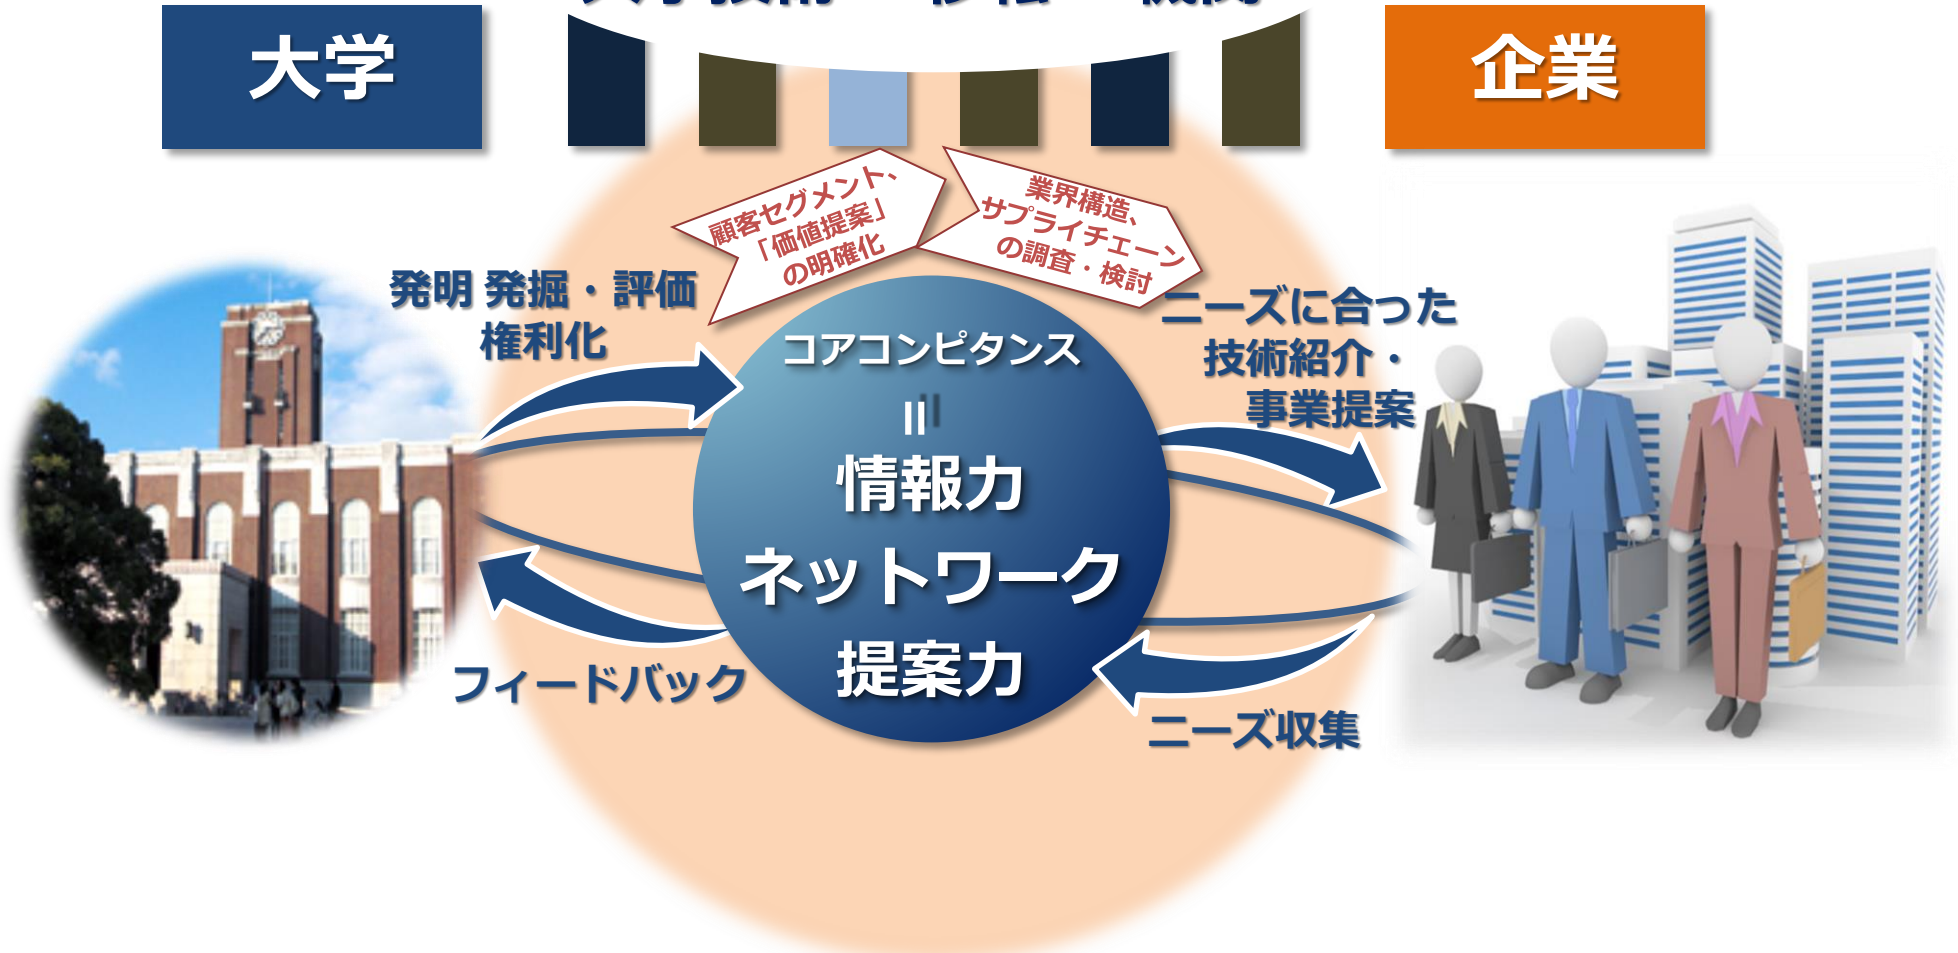 大学
企業
顧客セグメント、
「価値提案」
の明確化
業界構造、
サプライチェーン
の調査・検討
発明 発掘・評価
権利化
ニーズに合った
技術紹介・
事業提案
コアコンピタンス
=
情報力
ネットワーク
提案力
フィードバック
ニーズ収集